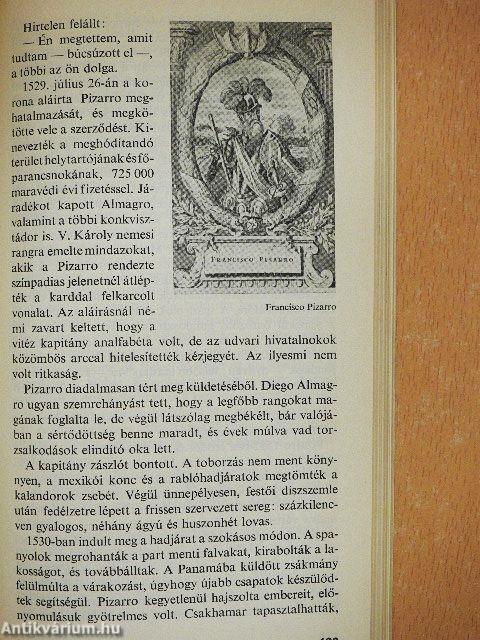 Hirtelen felállt:
— Én megtettem, amit
tudtam — búcsúzott el —,
a többi az ön dolga.
1529. július 26-án a ko-
rona aláírta Pizarro meg-
hatalmazását, és megkö-
tötte vele a szerződést. Ki-
nevezték a meghódítandó
terület helytartójának és fő-
parancsnokának, 725 000
maravédi évi fizetéssel. Já-
radékot kapott Almagro,
valamint a többi konkvisz-
tádor is. V. Károly nemesi
rangra emelte mindazokat,
akik a Pizarro rendezte
színpadias jelenetnél átlép-
ték a karddal felkarcolt
vonalat. Az aláírásnál né-
mi zavart keltett, hogy a
vitéz kapitány analfabéta volt, de az udvari hivatalnokok
közömbös arccal hitelesítették kézjegyét. Az ilyesmi nem
volt ritkaság.
Pizarro diadalmasan tért meg küldetéséből. Diego Almag-
ro ugyan szemrehányást tett, hogy a legfőbb rangokat ma-
gának foglalta le, de végül látszólag megbékélt, bár valójá-
ban a sértődöttség benne maradt, és évek múlva vad tor-
zsalkodások elindító oka lett.
A kapitány zászlót bontott. A toborzás nem ment köny-
nyen, a mexikói konc és a rablóhadjáratok megtömték a
kalandorok zsebét. Végül ünnepélyesen, festői díszszemle
után fedélzetre lépett a frissen szervezett sereg: százkilenc-
ven gyalogos, néhány ágyú és huszonhét lovas.
1530-ban indult meg a hadjárat a szokásos módon. A spa-
nyolok megrohanták a part menti falvakat, kirabolták a la-
kosságot, és továbbálltak. A Panamába küldött zsákmány
felülmúlta a várakozást, úgyhogy újabb csapatok készülőd-
tek segítségül. Pizarro kegyetlenül hajszolta embereit, elő-
nyomulásuk gyötrelmes volt. Csakhamar tapasztalhatták,
FRANCISCO PISARRO
Francisco Pizarro
Antikvarium.hu